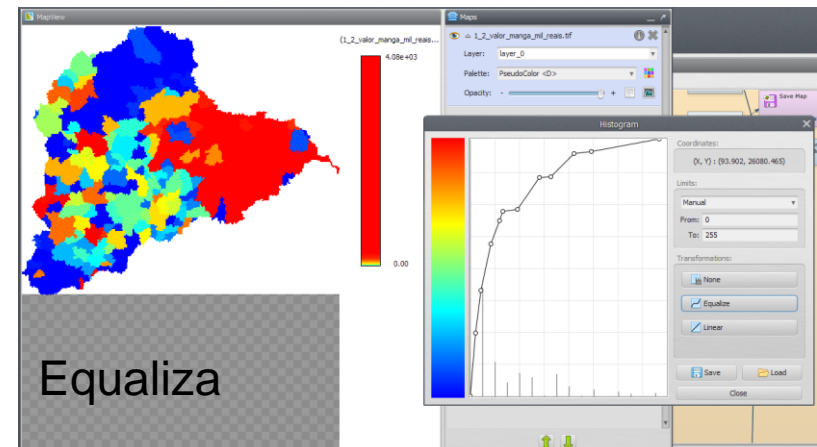 MapView
(1_2_valor_manga_mil_reais...
4.08e+03
0.00
Equaliza
Maps
1_2_valor_manga_mil_reais.tif
Layer: layer_0
Palette: PseudoColor <D>
Opacity: - +
Save Map
Histogram
Coordinates:
(X, Y) : (93.902, 26080.465)
Limits:
Manual
From: 0
To: 255
Transformations:
None
Equalize
Linear
Save Load
Close